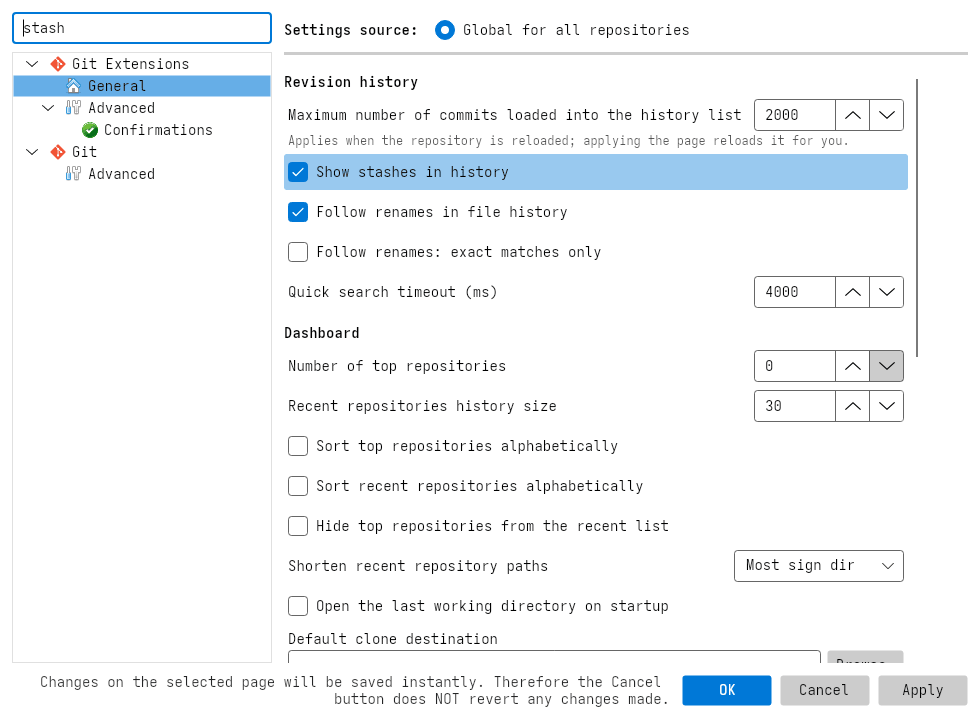 stash
Settings source: Global for all repositories
Git Extensions
General
Advanced
Confirmations
Git
Advanced
Revision history
Maximum number of commits loaded into the history list 2000
Applies when the repository is reloaded; applying the page reloads it for you.
Show stashes in history
Follow renames in file history
Follow renames: exact matches only
Quick search timeout (ms) 4000
Dashboard
Number of top repositories 0
Recent repositories history size 30
Sort top repositories alphabetically
Sort recent repositories alphabetically
Hide top repositories from the recent list
Shorten recent repository paths Most sign dir
Open the last working directory on startup
Default clone destination
Changes on the selected page will be saved instantly. Therefore the Cancel
button does NOT revert any changes made.
OK Cancel Apply